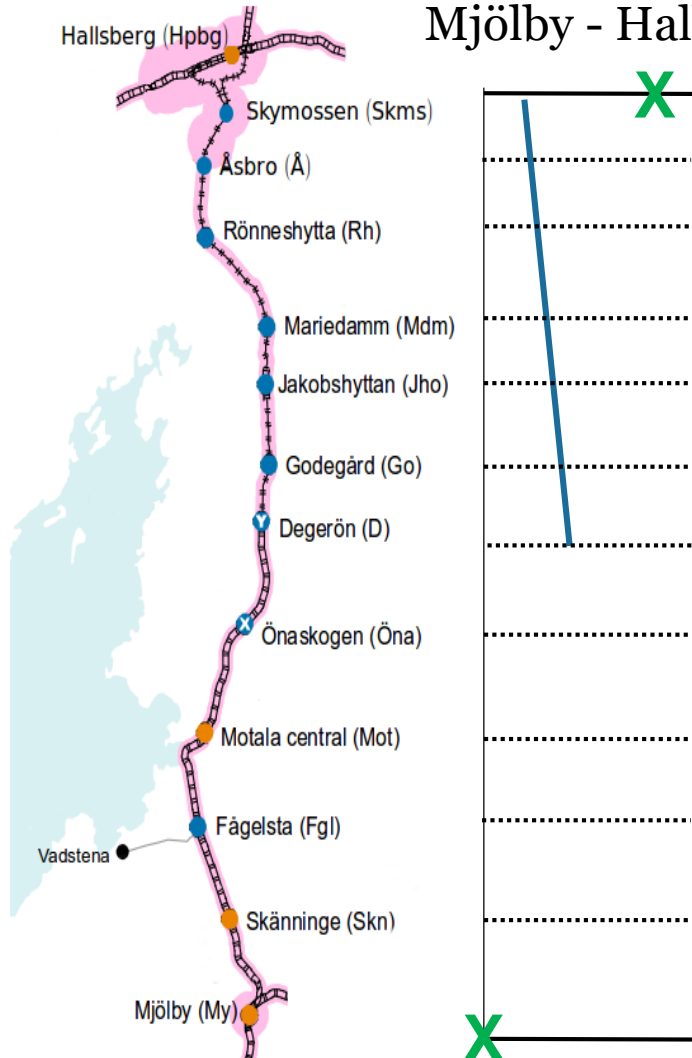 Mjölby - Hal
Hallsberg (Hpbg)
X
Skymossen (Skms)
Åsbro (Å)
Rönneshytta (Rh)
Mariedamm (Mdm)
Jakobshyttan (Jho)
Godegård (Go)
Y
Degerön (D)
X
Önaskogen (Öna)
Motala central (Mot)
Fågelsta (Fgl)
Vadstena
Skänninge (Skn)
Mjölby (My)
X